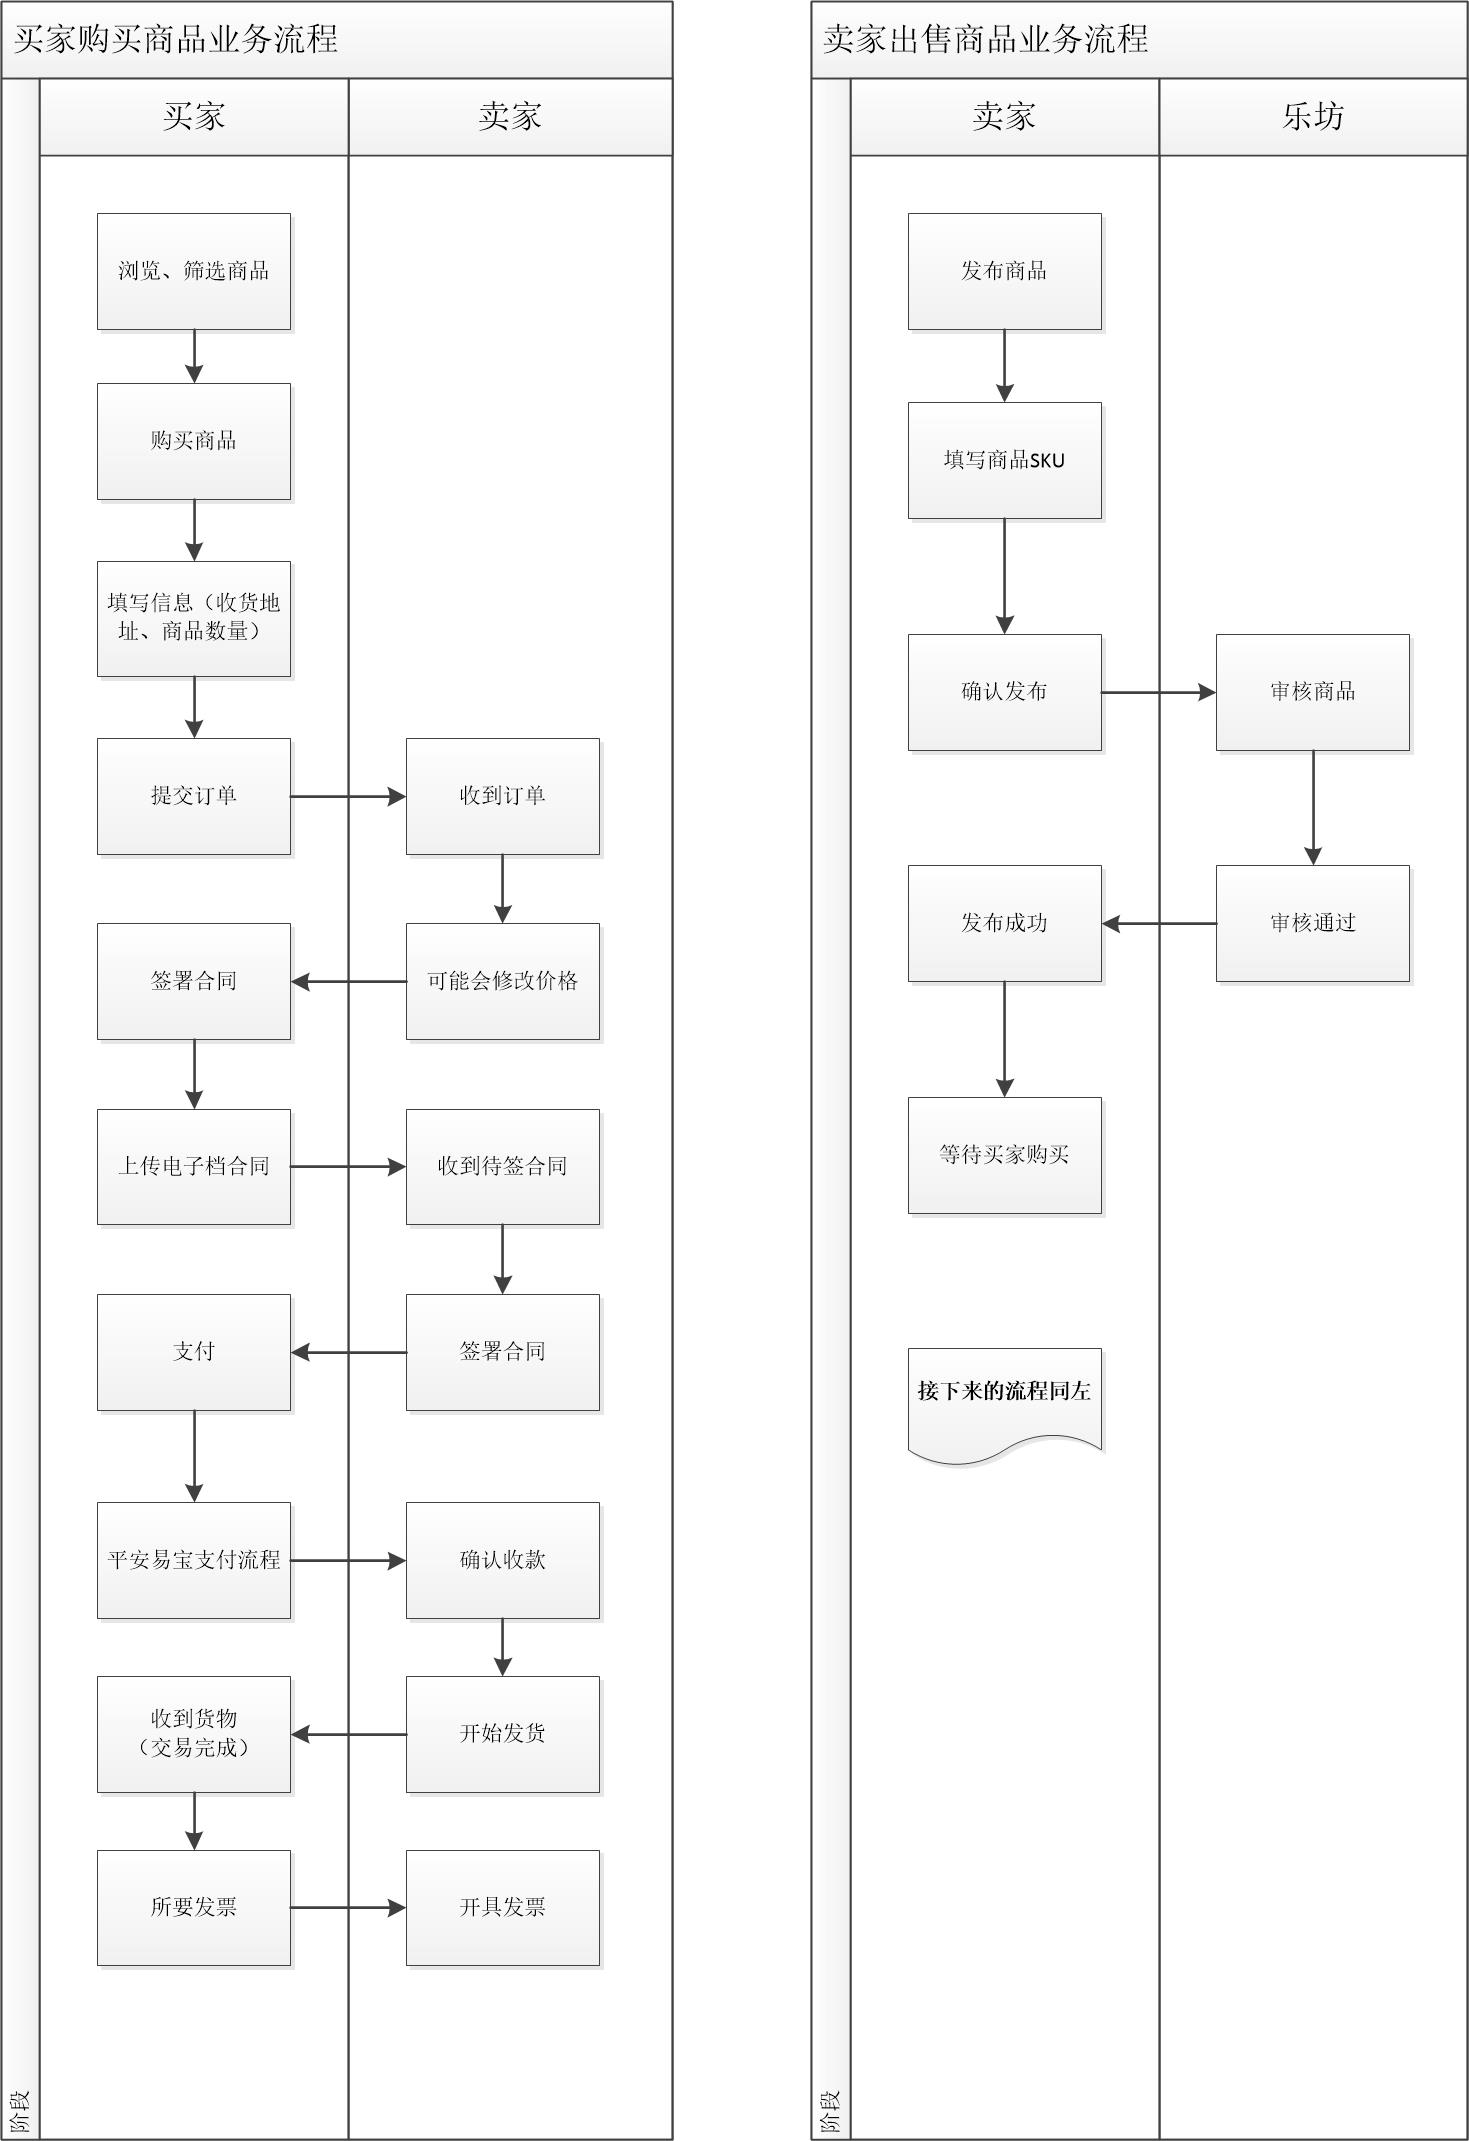 买家购买商品业务流程
买家
卖家
浏览、筛选商品
购买商品
填写信息（收货地
址、商品数量）
提交订单
收到订单
签署合同
可能会修改价格
上传电子档合同
收到待签合同
支付
签署合同
平安易宝支付流程
确认收款
收到货物
（交易完成）
开始发货
所要发票
开具发票
阶段
卖家出售商品业务流程
卖家
乐坊
发布商品
填写商品SKU
确认发布
审核商品
发布成功
审核通过
等待买家购买
接下来的流程同左
阶段